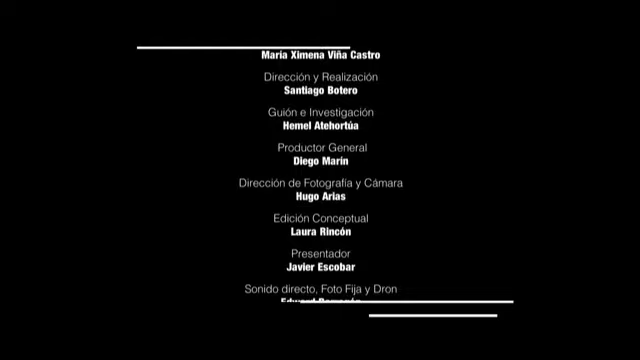 Maria Ximena Viña Castro
Dirección y Realización
Santiago Botero
Guión e Investigación
Hemel Atehortúa
Productor General
Diego Marín
Dirección de Fotografía y Cámara
Hugo Arias
Edición Conceptual
Laura Rincón
Presentador
Javier Escobar
Sonido directo, Foto Fija y Dron